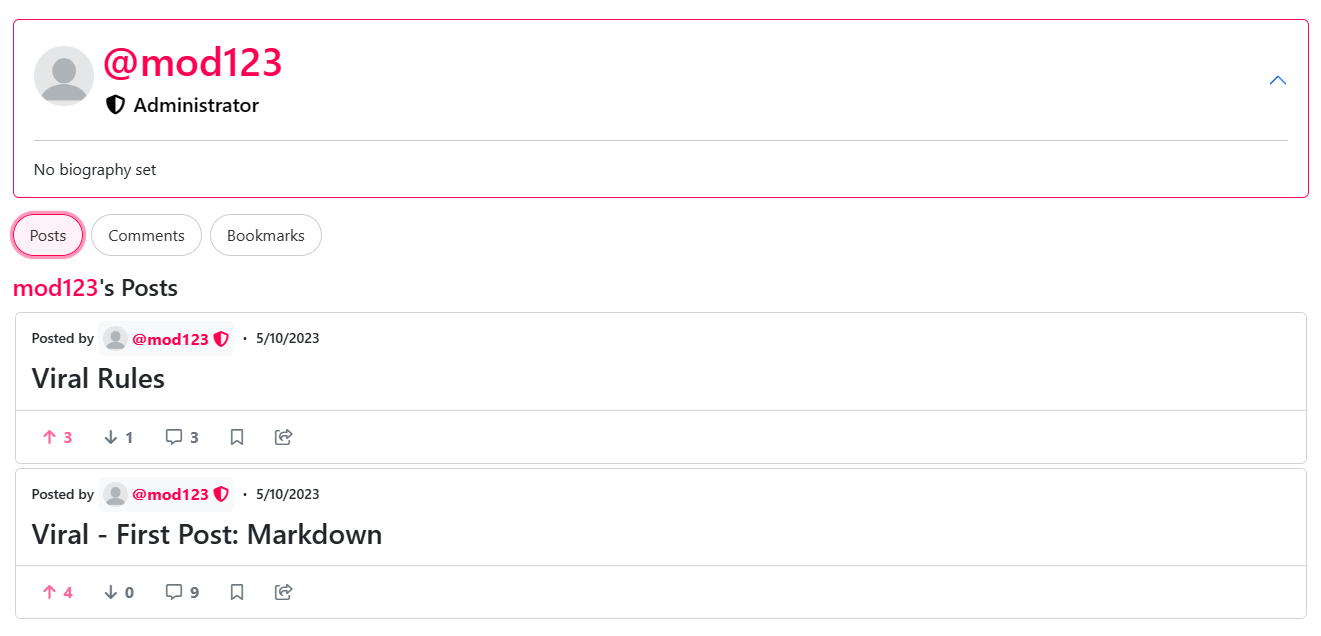 @mod123
Administrator
No biography set
Posts Comments Bookmarks
mod123's Posts
Posted by @mod123 · 5/10/2023
Viral Rules
3 1 3
Posted by @mod123 · 5/10/2023
Viral - First Post: Markdown
4 0 9